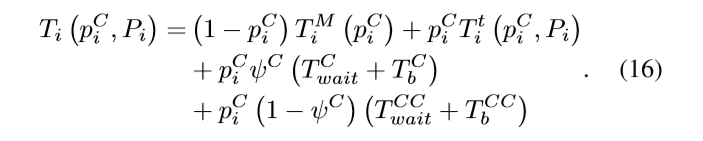 T_i (p_i^C, P_i) = (1 − p_i^C) T_i^M (p_i^C) + p_i^C T_i^t (p_i^C, P_i)
+ p_i^C ψ^C (T_{wait}^C + T_b^C) . (16)
+ p_i^C (1 − ψ^C) (T_{wait}^{CC} + T_b^{CC})